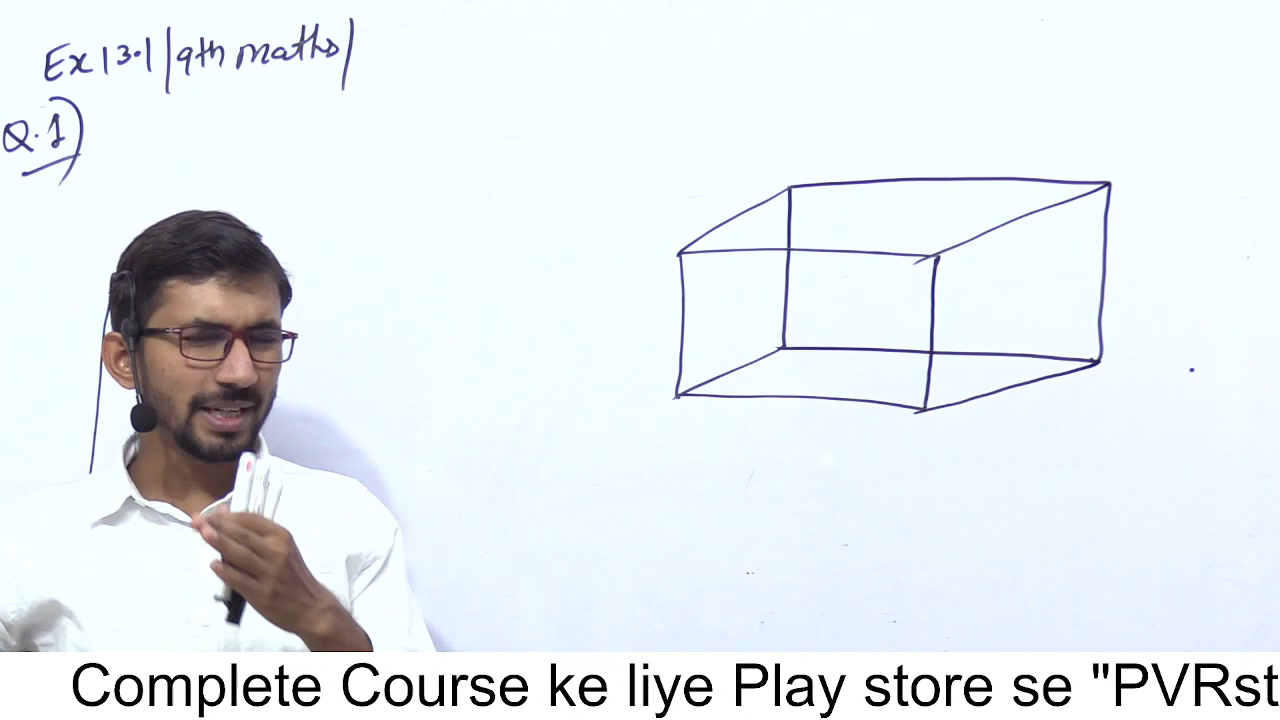 Ex 13.1 | 9th maths |
Q.1)
Complete Course ke liye Play store se "PVRst